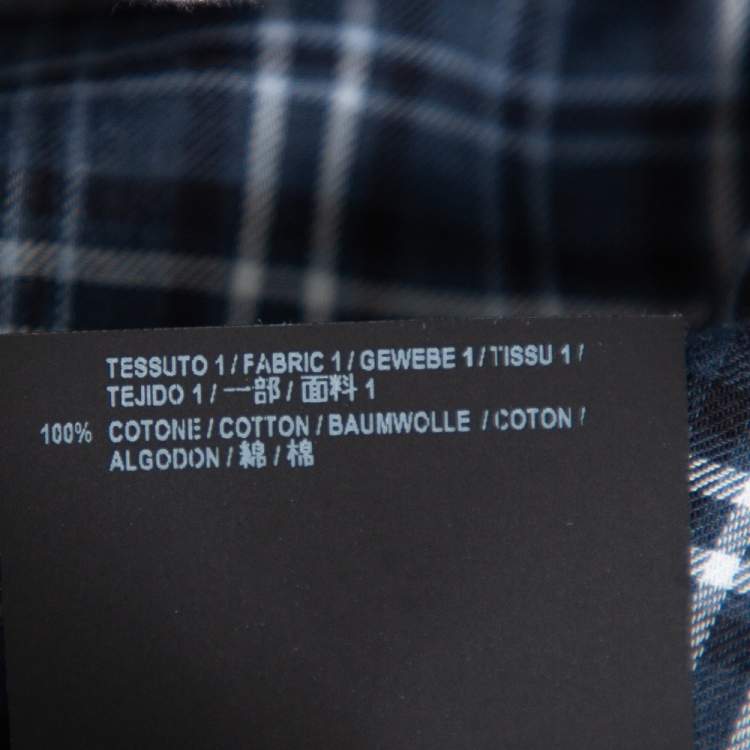 TESSUTO 1 / FABRIC 1 / GEWEBE 1 / TISSU 1 /
TEJIDO 1 / 一部 / 面料 1
100% COTONE / COTTON / BAUMWOLLE / COTON /
ALGODON / 綿 / 棉